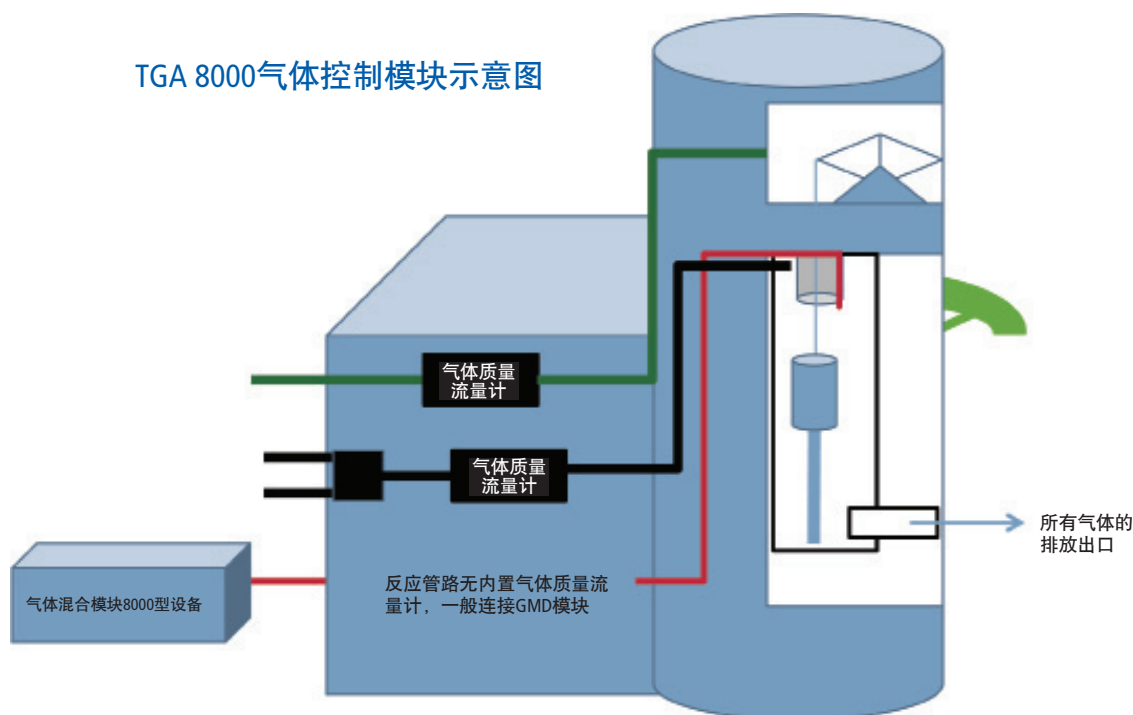 TGA 8000气体控制模块示意图
气体质量
流量计
气体质量
流量计
所有气体的
排放出口
反应管路无内置气体质量流
量计，一般连接GMD模块
气体混合模块8000型设备